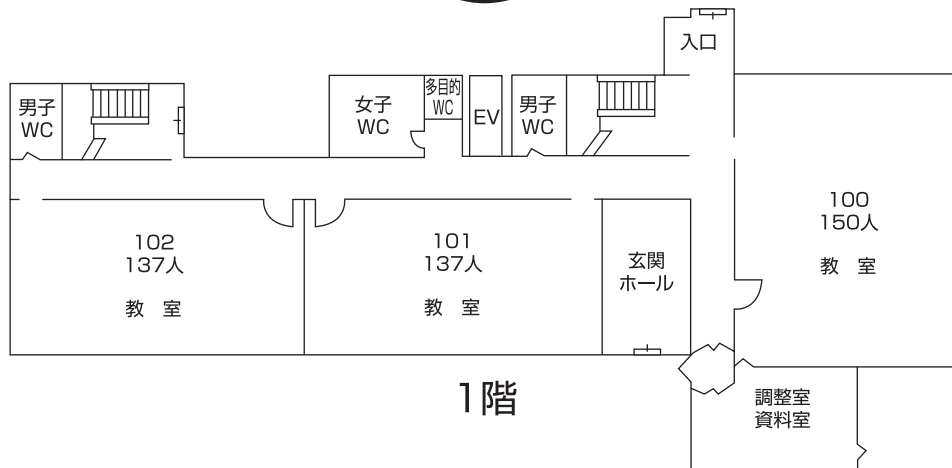 入口
男子
WC
女子
WC
多目的
WC
EV
男子
WC
102
137人
教 室
101
137人
教 室
玄関
ホール
100
150人
教 室
1階
調整室
資料室